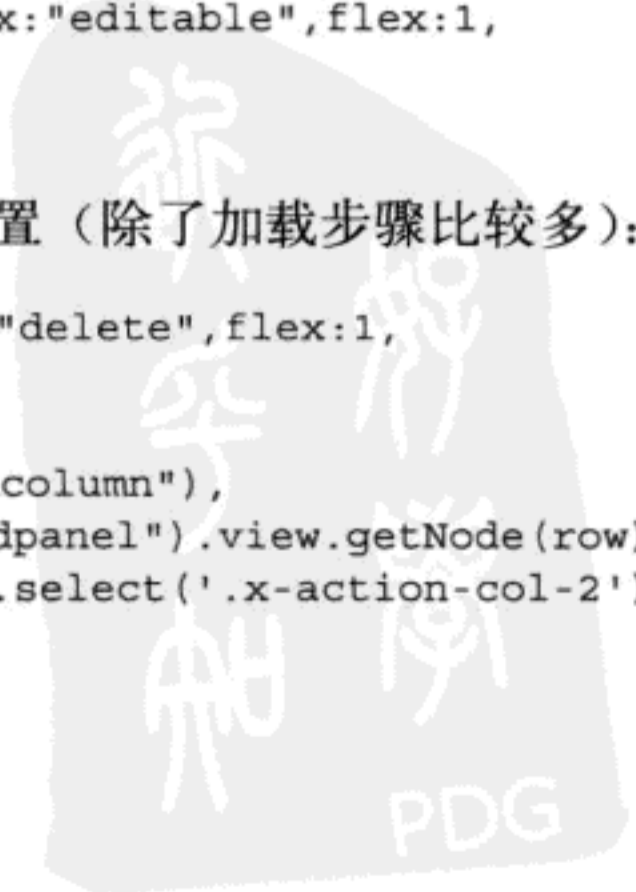 x:"editable",flex:1,
置（除了加载步骤比较多）：
"delete",flex:1,
column"),
dpanel").view.getNode(row)
.select('.x-action-col-2')
PDG